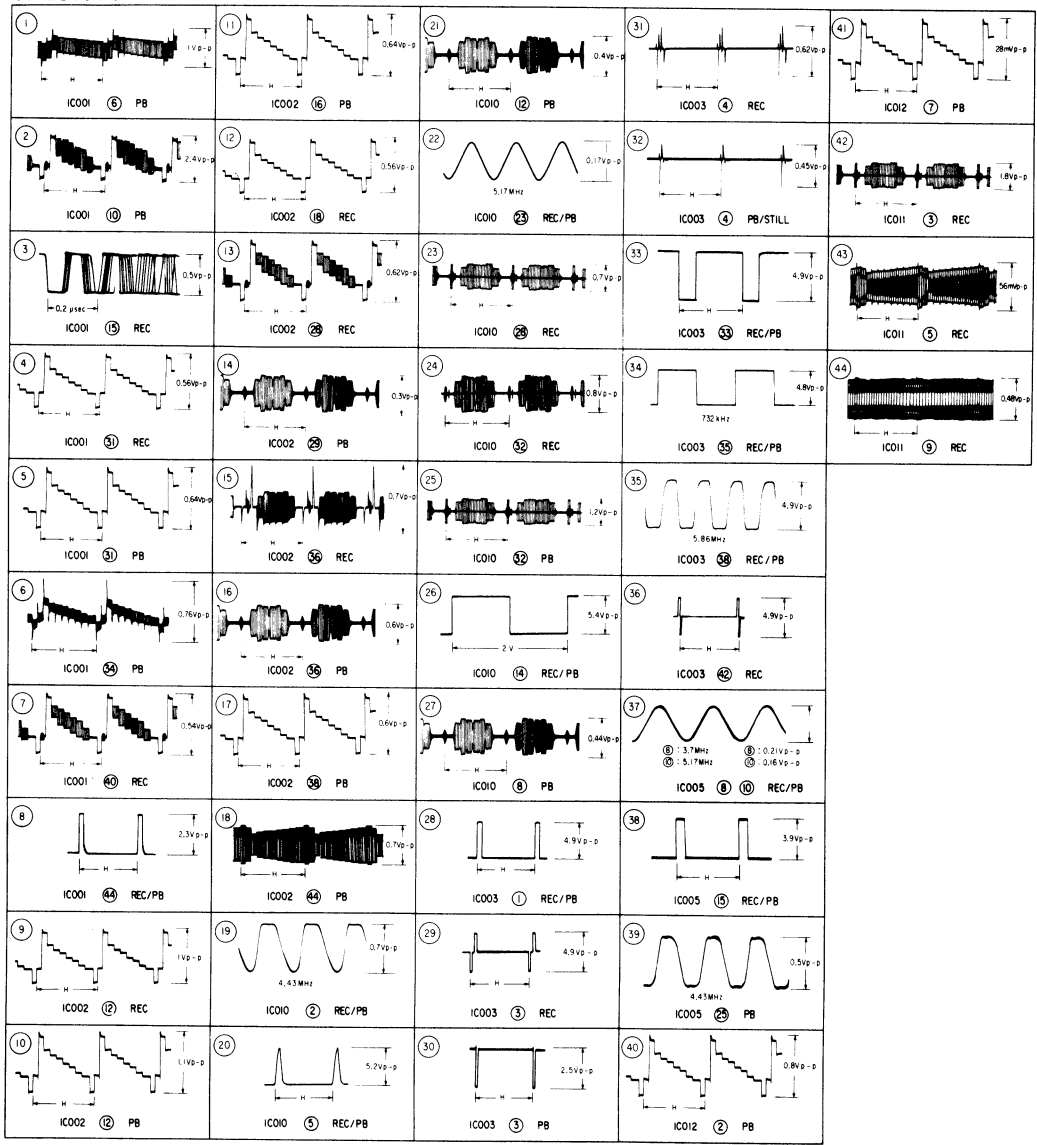 1
1Vp-p
H
IC001 6 PB
2
2.4Vp-p
H
IC001 10 PB
3
0.5Vp-p
0.2 µsec
IC001 15 REC
4
0.56Vp-p
H
IC001 31 REC
5
0.64Vp-p
H
IC001 31 PB
6
0.76Vp-p
H
IC001 34 PB
7
0.54Vp-p
H
IC001 40 REC
8
2.3Vp-p
H
IC001 44 REC/PB
9
1Vp-p
H
IC002 12 REC
10
1.1Vp-p
H
IC002 12 PB
11
0.64Vp-p
H
IC002 16 PB
12
0.56Vp-p
H
IC002 18 REC
13
0.62Vp-p
H
IC002 28 REC
14
0.3Vp-p
H
IC002 29 PB
15
0.7Vp-p
H
IC002 36 REC
16
0.6Vp-p
H
IC002 36 PB
17
0.6Vp-p
H
IC002 38 PB
18
0.7Vp-p
H
IC002 44 PB
19
0.7Vp-p
4.43MHz
IC010 2 REC/PB
20
5.2Vp-p
H
IC010 5 REC/PB
21
0.4Vp-p
H
IC010 12 PB
22
0.17Vp-p
5.17MHz
IC010 23 REC/PB
23
0.7Vp-p
H
IC010 28 REC
24
0.8Vp-p
H
IC010 32 REC
25
1.2Vp-p
H
IC010 32 PB
26
5.4Vp-p
2V
IC010 14 REC/PB
27
0.44Vp-p
H
IC010 8 PB
28
4.9Vp-p
H
IC003 1 REC/PB
29
4.9Vp-p
H
IC003 3 REC
30
2.5Vp-p
H
IC003 3 PB
31
0.62Vp-p
H
IC003 4 REC
32
0.45Vp-p
H
IC003 4 PB/STILL
33
4.9Vp-p
H
IC003 33 REC/PB
34
4.8Vp-p
732kHz
IC003 35 REC/PB
35
4.9Vp-p
5.86MHz
IC003 38 REC/PB
36
4.9Vp-p
H
IC003 42 REC
37
8 : 3.7MHz 8 : 0.21Vp-p
10 : 5.17MHz 10 : 0.16Vp-p
IC005 8 10 REC/PB
38
3.9Vp-p
H
IC005 15 REC/PB
39
0.5Vp-p
4.43MHz
IC005 25 PB
40
0.8Vp-p
H
IC012 2 PB
41
28mVp-p
H
IC012 7 PB
42
1.8Vp-p
H
IC011 3 REC
43
56mVp-p
H
IC011 5 REC
44
0.48Vp-p
H
IC011 9 REC